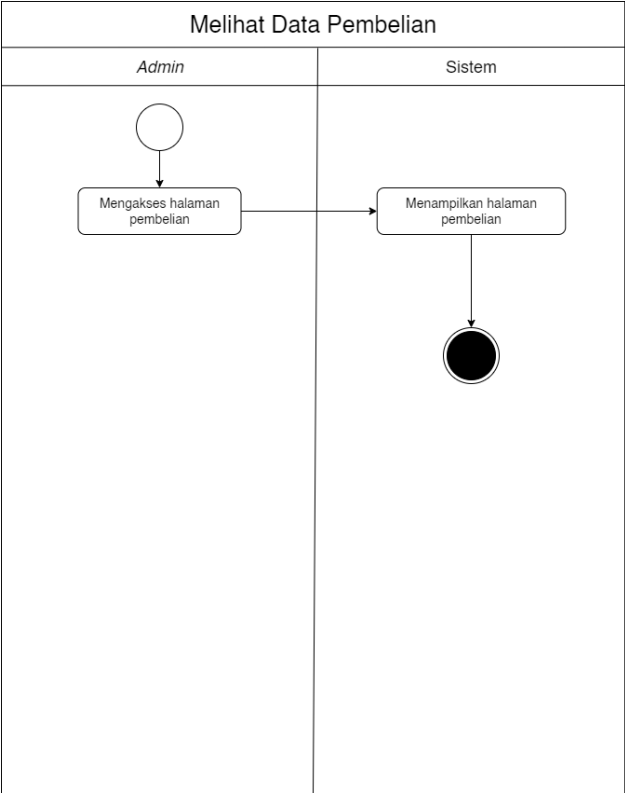 Melihat Data Pembelian
Admin
Sistem
Mengakses halaman
pembelian
Menampilkan halaman
pembelian